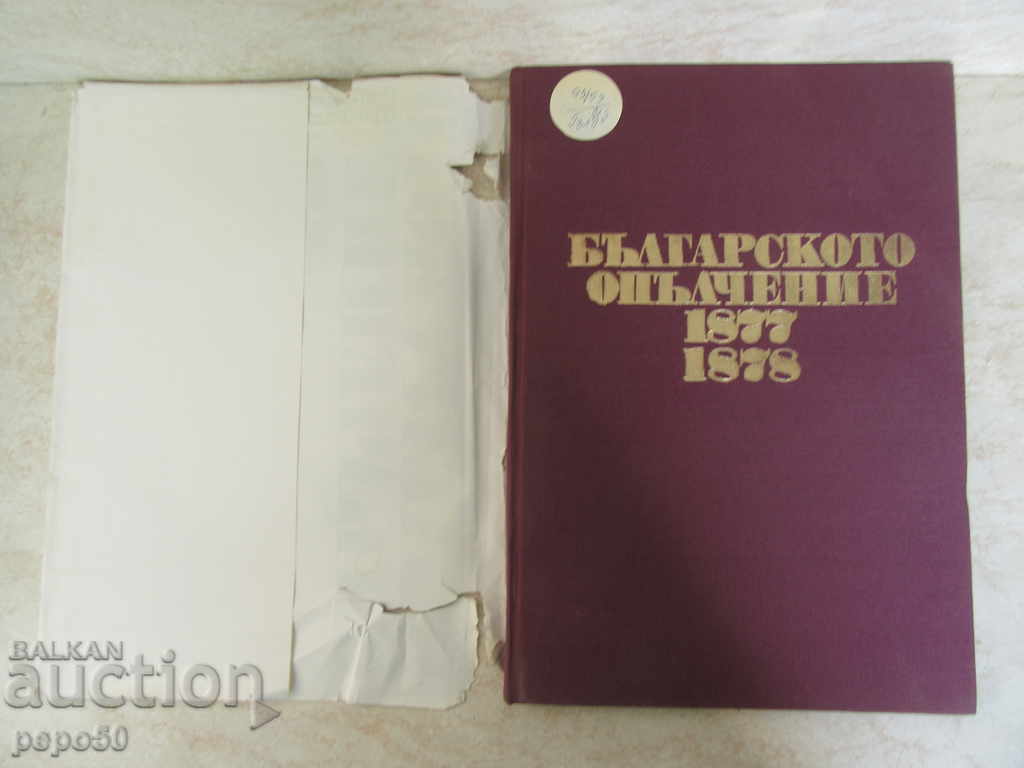 БЪЛГАРСКОТО
ОПЪЛЧЕНИЕ
1877
1878
BALKAN
auction
pepo50